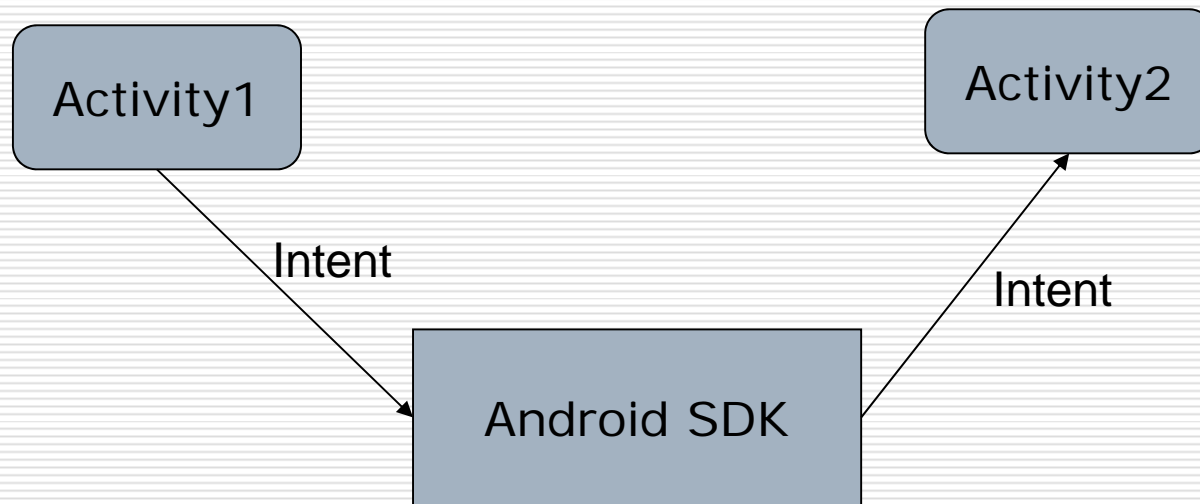 Activity1
Activity2
Intent
Intent
Android SDK